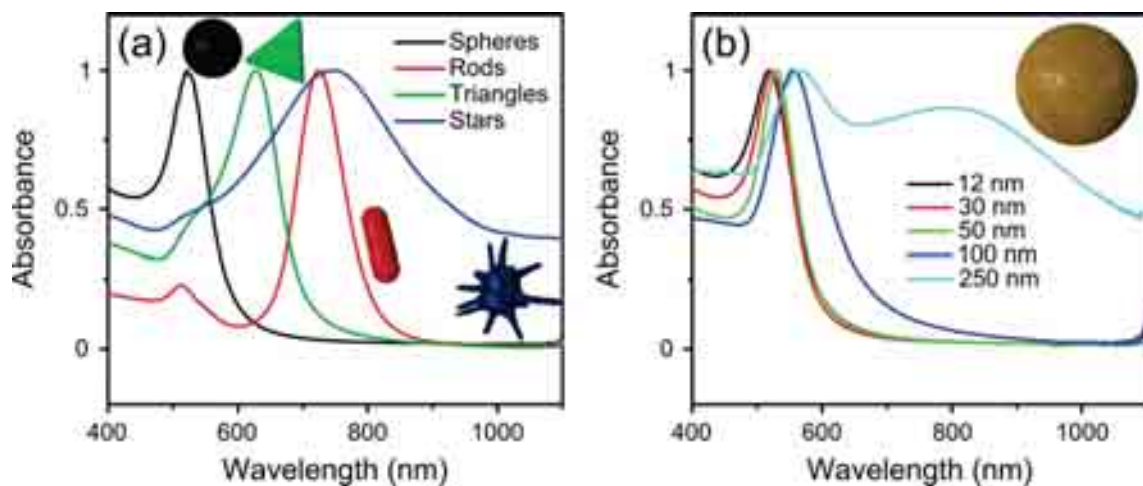 (a)
Spheres
Rods
Triangles
Stars
1
0.5
0
Absorbance
400 600 800 1000
Wavelength (nm)
(b)
12 nm
30 nm
50 nm
100 nm
250 nm
1
0.5
0
Absorbance
400 600 800 1000
Wavelength (nm)